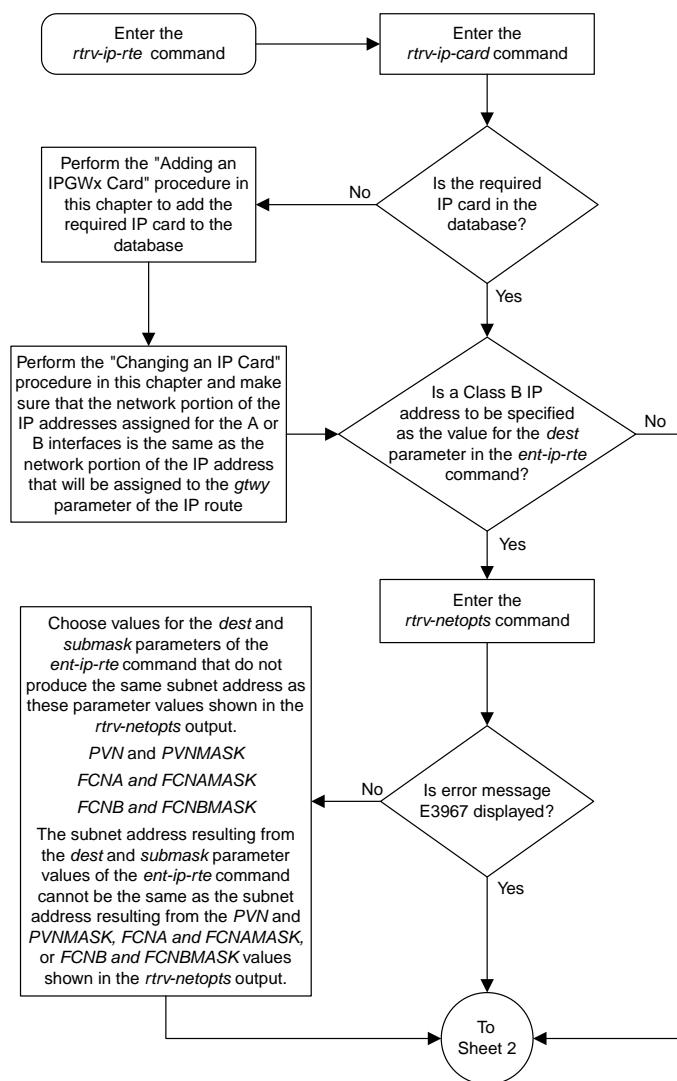 Enter the
rtrv-ip-rte command
Enter the
rtrv-ip-card command
Perform the "Adding an
IPGWx Card" procedure in
this chapter to add the
required IP card to the
database
No
Is the required
IP card in the
database?
Yes
Perform the "Changing an IP Card"
procedure in this chapter and make
sure that the network portion of the
IP addresses assigned for the A or
B interfaces is the same as the
network portion of the IP address
that will be assigned to the gtwy
parameter of the IP route
Is a Class B IP
address to be specified
as the value for the dest
parameter in the ent-ip-rte
command?
No
Yes
Enter the
rtrv-netopts command
Choose values for the dest and
submask parameters of the
ent-ip-rte command that do not
produce the same subnet address as
these parameter values shown in the
rtrv-netopts output.
PVN and PVNMASK
FCNA and FCNAMASK
FCNB and FCNBMASK
The subnet address resulting from
the dest and submask parameter
values of the ent-ip-rte command
cannot be the same as the subnet
address resulting from the PVN and
PVNMASK, FCNA and FCNAMASK,
or FCNB and FCNBMASK values
shown in the rtrv-netopts output.
No
Is error message
E3967 displayed?
Yes
To
Sheet 2